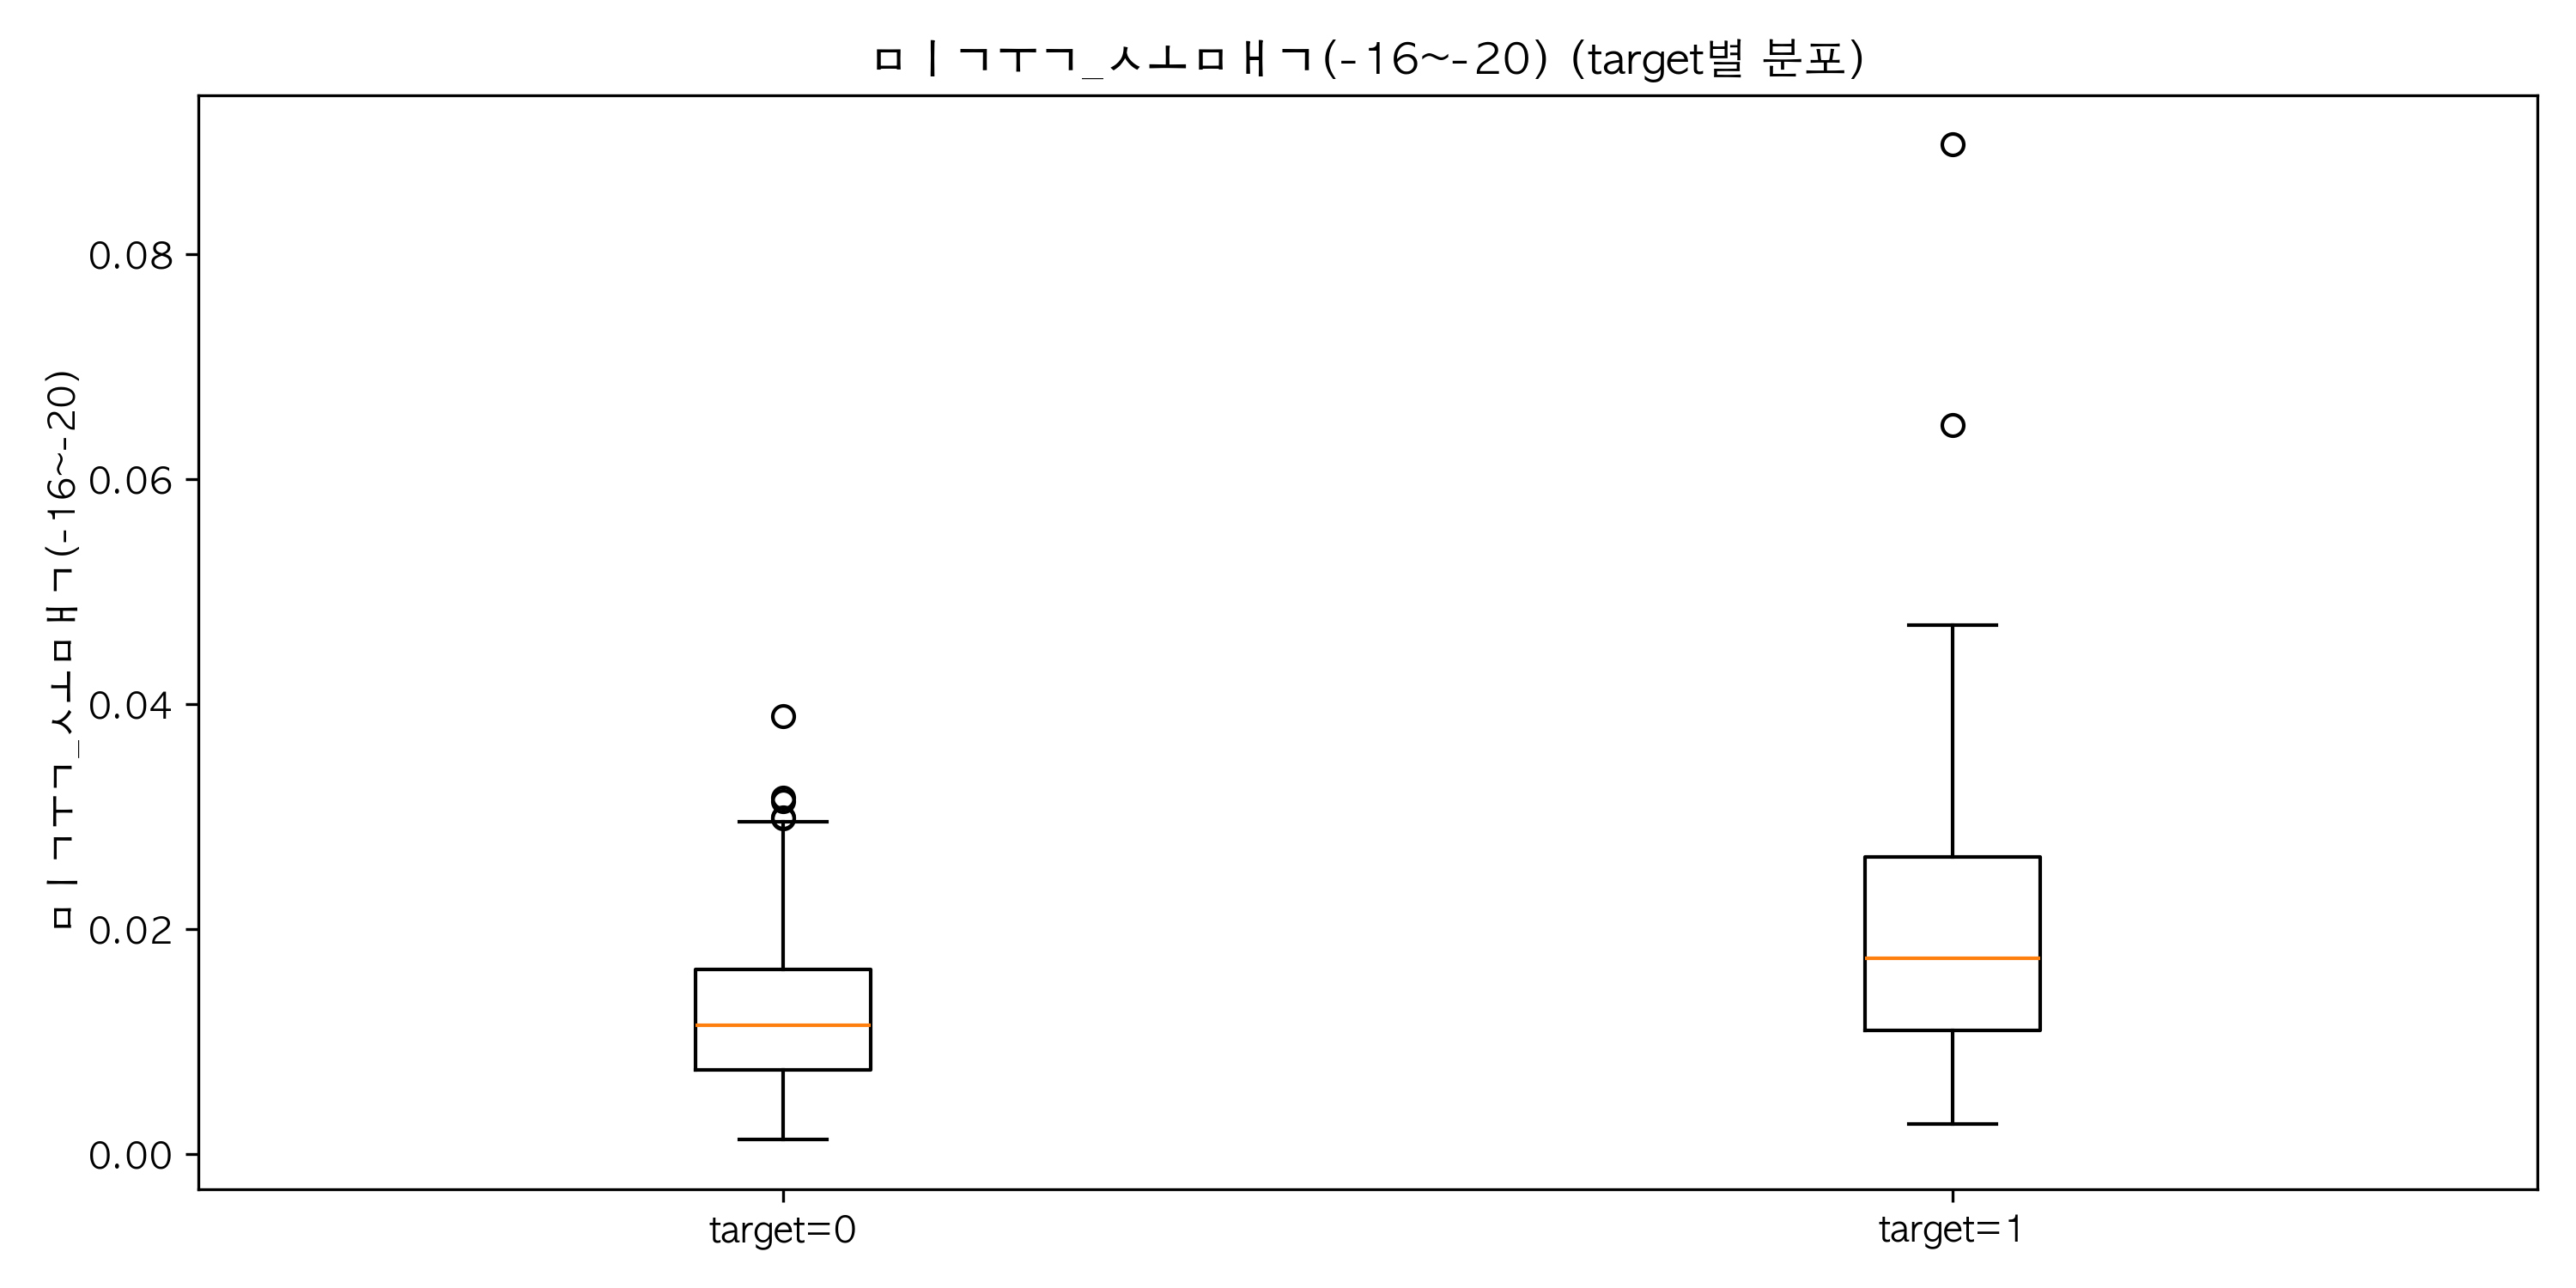 ㅁㅣㄱㅜㄱ_ㅅㅗㅁㅐㄱ(-16~-20) (target별 분포)
ㅁㅣㄱㅜㄱ_ㅅㅗㅁㅐㄱ(-16~-20)
0.08
0.06
0.04
0.02
0.00
target=0
target=1